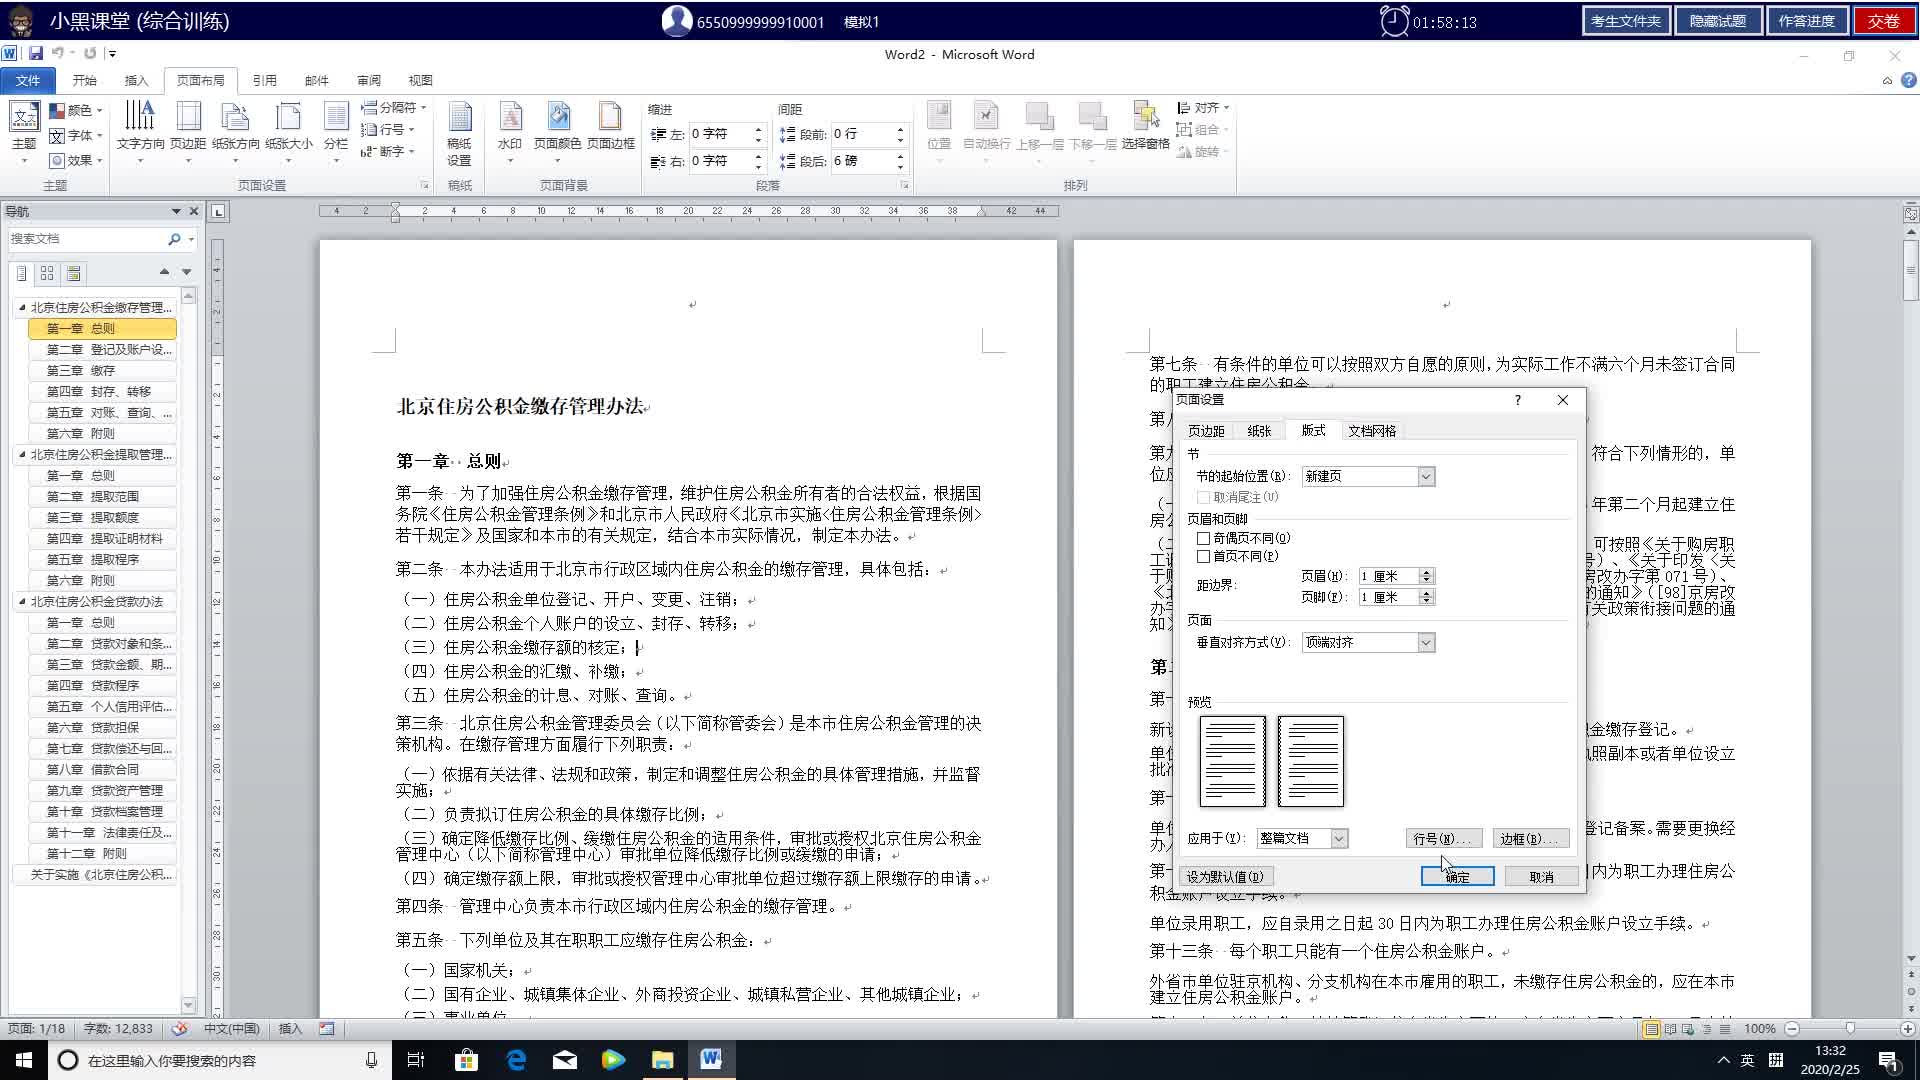 小黑课堂 (综合训练)
6550999999910001 模拟1
01:58:13
考生文件夹 隐藏试题 作答进度 交卷
Word2 - Microsoft Word
文件 开始 插入 页面布局 引用 邮件 审阅 视图
主题 颜色 字体 效果
文字方向 页边距 纸张方向 纸张大小 分栏
分隔符
行号
断字
稿纸
设置
水印 页面颜色 页面边框
缩进 间距
左: 0 字符 段前: 0 行
右: 0 字符 段后: 6 磅
位置 自动换行 上移一层 下移一层 选择窗格
对齐
组合
旋转
主题 页面设置 稿纸 页面背景 段落 排列
导航
搜索文档
北京住房公积金缴存管理...
第一章 总则
第二章 登记及账户设...
第三章 缴存
第四章 封存、转移
第五章 对账、查询、...
第六章 附则
北京住房公积金提取管理...
第一章 总则
第二章 提取范围
第三章 提取额度
第四章 提取证明材料
第五章 提取程序
第六章 附则
北京住房公积金贷款办法
第一章 总则
第二章 贷款对象和条...
第三章 贷款金额、期...
第四章 贷款程序
第五章 个人信用评估...
第六章 贷款担保
第七章 贷款偿还与回...
第八章 借款合同
第九章 贷款资产管理
第十章 贷款档案管理
第十一章 法律责任及...
第十二章 附则
关于实施《北京住房公积...
4 2 2 4 6 8 10 12 14 16 18 20 22 24 26 28 30 32 34 36 38 42 44
北京住房公积金缴存管理办法
第一章 总则
第一条 为了加强住房公积金缴存管理，维护住房公积金所有者的合法权益，根据国
务院《住房公积金管理条例》和北京市人民政府《北京市实施<住房公积金管理条例>
若干规定》及国家和本市的有关规定，结合本市实际情况，制定本办法。
第二条 本办法适用于北京市行政区域内住房公积金的缴存管理，具体包括：
（一）住房公积金单位登记、开户、变更、注销；
（二）住房公积金个人账户的设立、封存、转移；
（三）住房公积金缴存额的核定；
（四）住房公积金的汇缴、补缴；
（五）住房公积金的计息、对账、查询。
第三条 北京住房公积金管理委员会（以下简称管委会）是本市住房公积金管理的决
策机构。在缴存管理方面履行下列职责：
（一）依据有关法律、法规和政策，制定和调整住房公积金的具体管理措施，并监督
实施；
（二）负责拟订住房公积金的具体缴存比例；
（三）确定降低缴存比例、缓缴住房公积金的适用条件，审批或授权北京住房公积金
管理中心（以下简称管理中心）审批单位降低缴存比例或缓缴的申请；
（四）确定缴存额上限，审批或授权管理中心审批单位超过缴存额上限缴存的申请。
第四条 管理中心负责本市行政区域内住房公积金的缴存管理。
第五条 下列单位及其在职职工应缴存住房公积金：
（一）国家机关；
（二）国有企业、城镇集体企业、外商投资企业、城镇私营企业、其他城镇企业；
（三）事业单位
第七条 有条件的单位可以按照双方自愿的原则，为实际工作不满六个月未签订合同
的职工建立住房公积金
符合下列情形的，单
位应
年第二个月起建立住
房公
可按照《关于购房职
号）、《关于印发〈关
房改办字第 071 号）、
的通知》（[98]京房改
有关政策衔接问题的通
知》
金缴存登记。
照副本或者单位设立
登记备案。需要更换经
内为职工办理住房公
积金账户设立手续。
单位录用职工，应自录用之日起 30 日内为职工办理住房公积金账户设立手续。
第十三条 每个职工只能有一个住房公积金账户。
外省市单位驻京机构、分支机构在本市雇用的职工，未缴存住房公积金的，应在本市
建立住房公积金账户。
页面设置 ?
页边距 纸张 版式 文档网格
节
节的起始位置(R): 新建页
取消尾注(U)
页眉和页脚
奇偶页不同(O)
首页不同(P)
距边界: 页眉(H): 1 厘米
页脚(F): 1 厘米
页面
垂直对齐方式(V): 顶端对齐
预览
应用于(Y): 整篇文档 行号(N)... 边框(B)...
设为默认值(D) 确定 取消
页面: 1/18 字数: 12,833 中文(中国) 插入 100%
在这里输入你要搜索的内容
英
13:32
2020/2/25
1